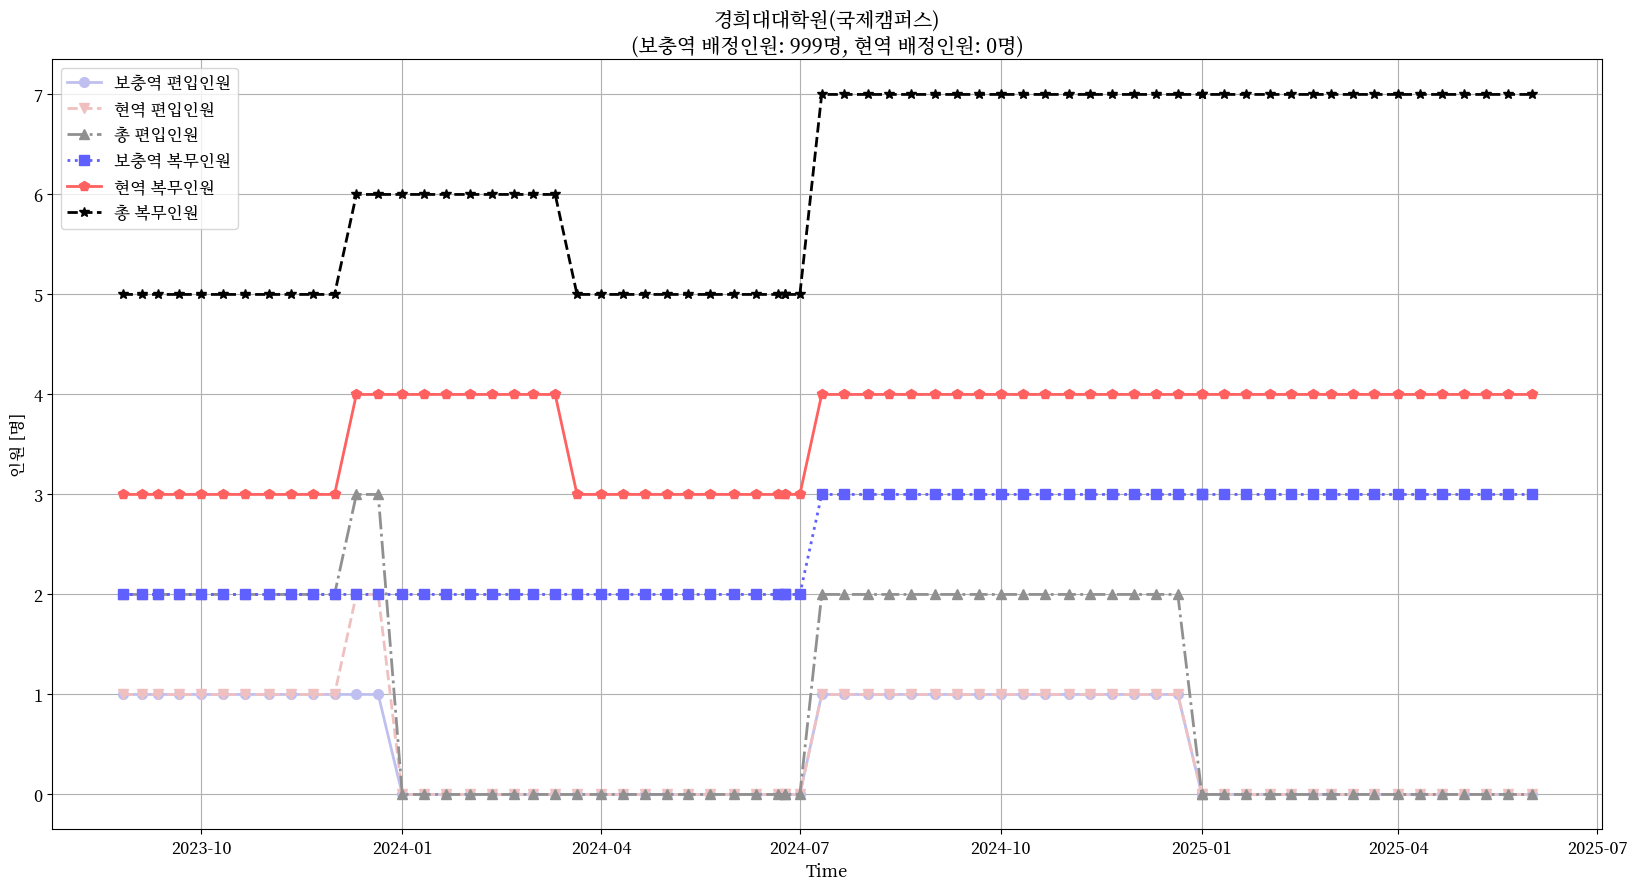 경희대대학원(국제캠퍼스)
(보충역 배정인원: 999명, 현역 배정인원: 0명)
보충역 편입인원
현역 편입인원
총 편입인원
보충역 복무인원
현역 복무인원
총 복무인원
인원 [명]
7
6
5
4
3
2
1
0
2023-10 2024-01 2024-04 2024-07 2024-10 2025-01 2025-04 2025-07
Time